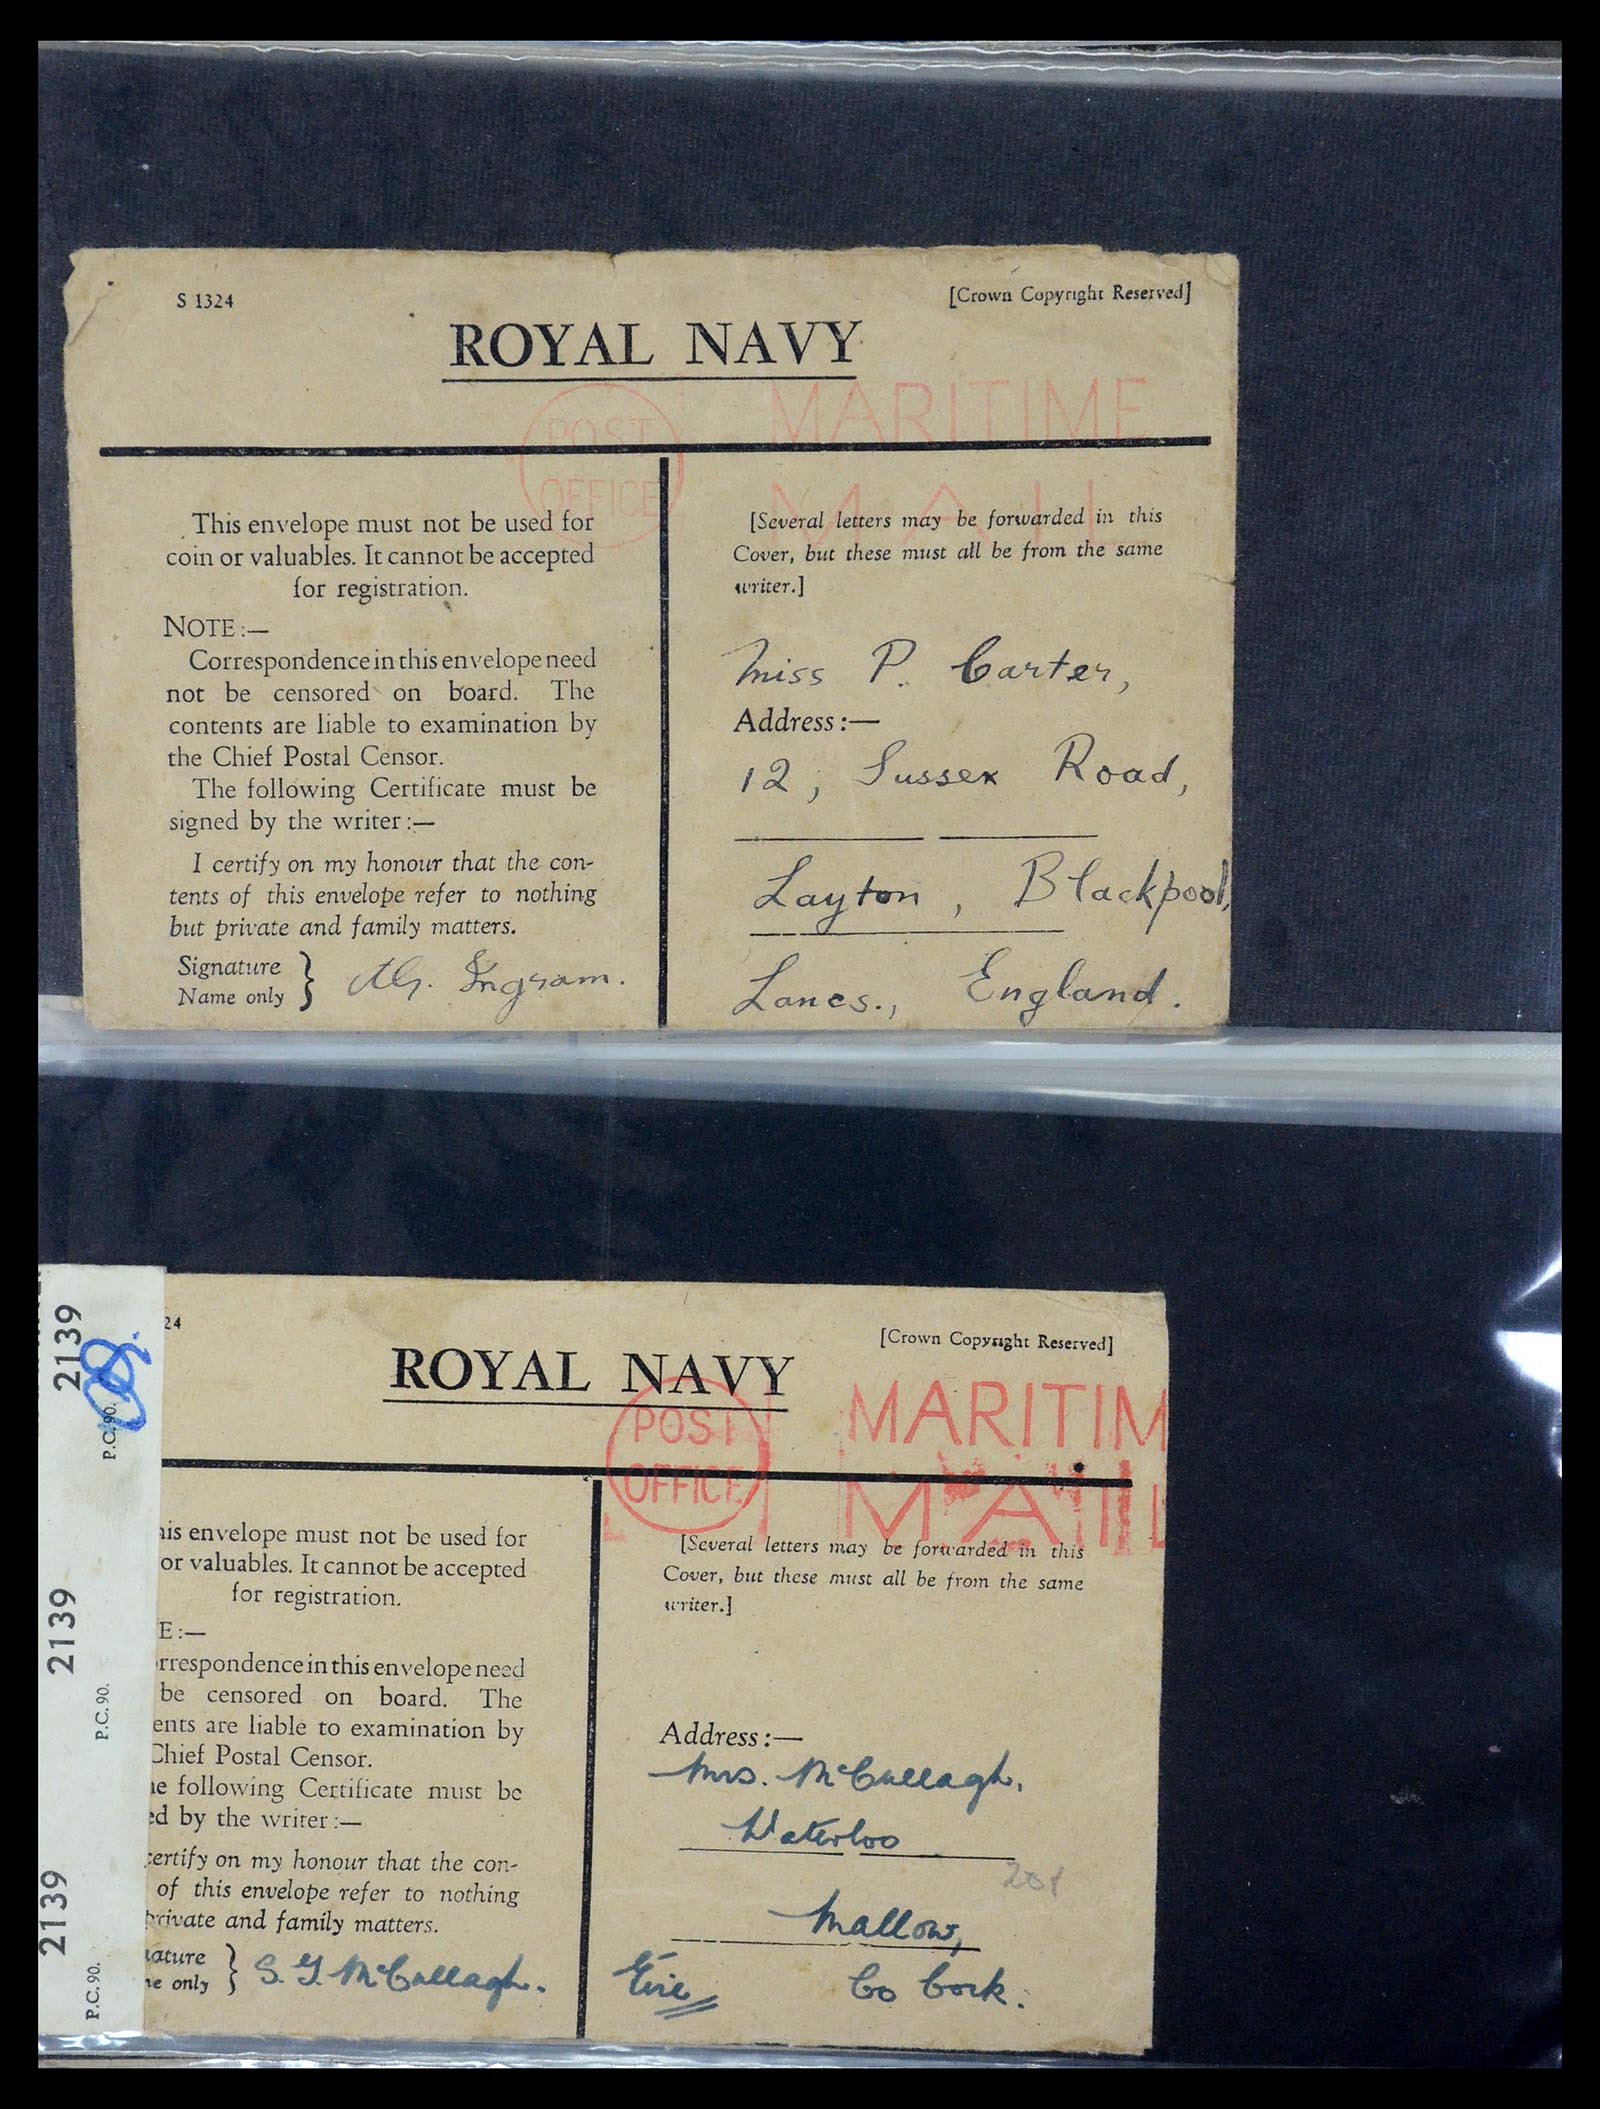 S 1324
[Crown Copyright Reserved]
ROYAL NAVY
POST OFFICE
MARITIME
MAIL
This envelope must not be used for
coin or valuables. It cannot be accepted
for registration.
NOTE:—
Correspondence in this envelope need
not be censored on board. The
contents are liable to examination by
the Chief Postal Censor.
The following Certificate must be
signed by the writer:—
I certify on my honour that the con-
tents of this envelope refer to nothing
but private and family matters.
Signature
Name only
Ingram.
[Several letters may be forwarded in this
Cover, but these must all be from the same
writer.]
Miss P. Carter,
Address:—
12, Sussex Road,
Layton, Blackpool,
Lancs., England.
2139
P.C.90.
2139
P.C.90.
2139
P.C.90.
24
[Crown Copyright Reserved]
ROYAL NAVY
POST OFFICE
MARITIM
MAIL
his envelope must not be used for
or valuables. It cannot be accepted
for registration.
E:—
rrespondence in this envelope need
be censored on board. The
ents are liable to examination by
Chief Postal Censor.
he following Certificate must be
ed by the writer:—
certify on my honour that the con-
of this envelope refer to nothing
private and family matters.
nature
me only
S. G. McCullagh.
[Several letters may be forwarded in this
Cover, but these must all be from the same
writer.]
Address:—
Mrs. McCullagh,
Waterloo
Mallow,
Eire Co Cork.